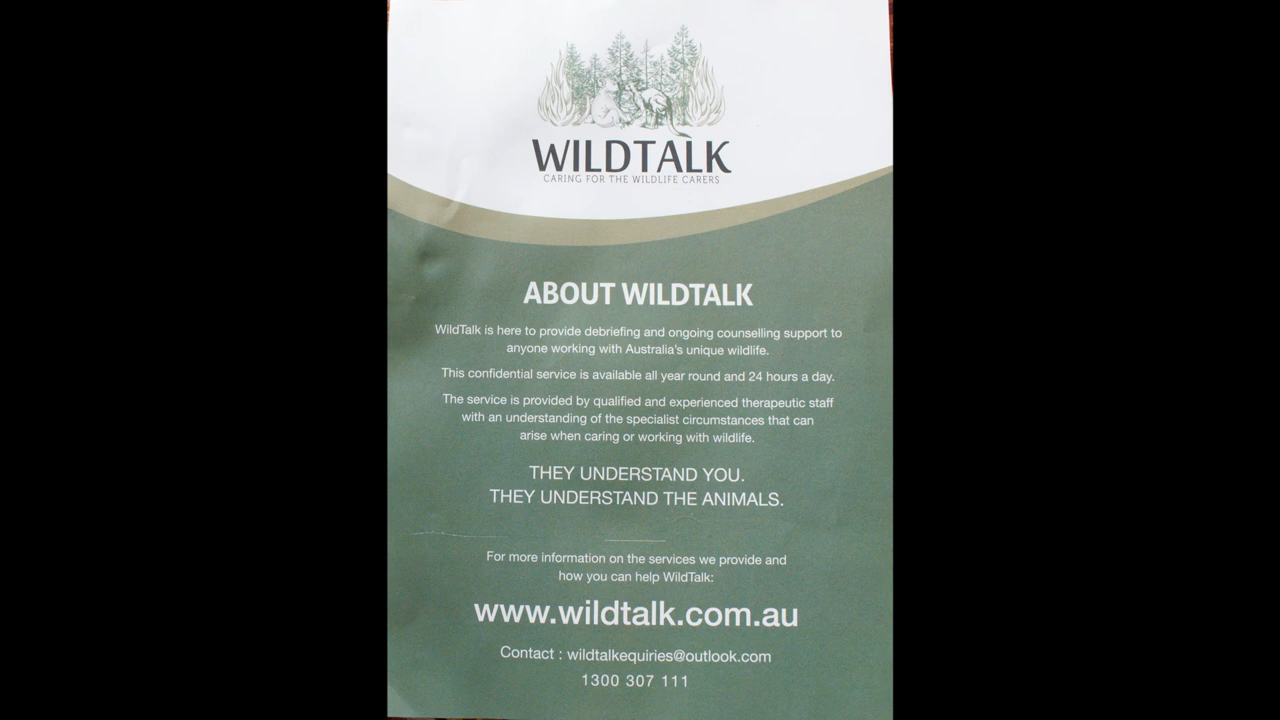 WILDTALK
CARING FOR THE WILDLIFE CARERS
ABOUT WILDTALK
WildTalk is here to provide debriefing and ongoing counselling support to
anyone working with Australia's unique wildlife.
This confidential service is available all year round and 24 hours a day.
The service is provided by qualified and experienced therapeutic staff
with an understanding of the specialist circumstances that can
arise when caring or working with wildlife.
THEY UNDERSTAND YOU.
THEY UNDERSTAND THE ANIMALS.
For more information on the services we provide and
how you can help WildTalk:
www.wildtalk.com.au
Contact : wildtalkequiries@outlook.com
1300 307 111